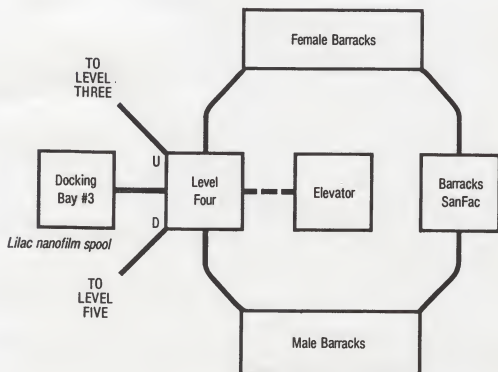 Female Barracks
TO
LEVEL
THREE
U
Docking
Bay #3
Level
Four
Elevator
Barracks
SanFac
D
Lilac nanofilm spool
TO
LEVEL
FIVE
Male Barracks